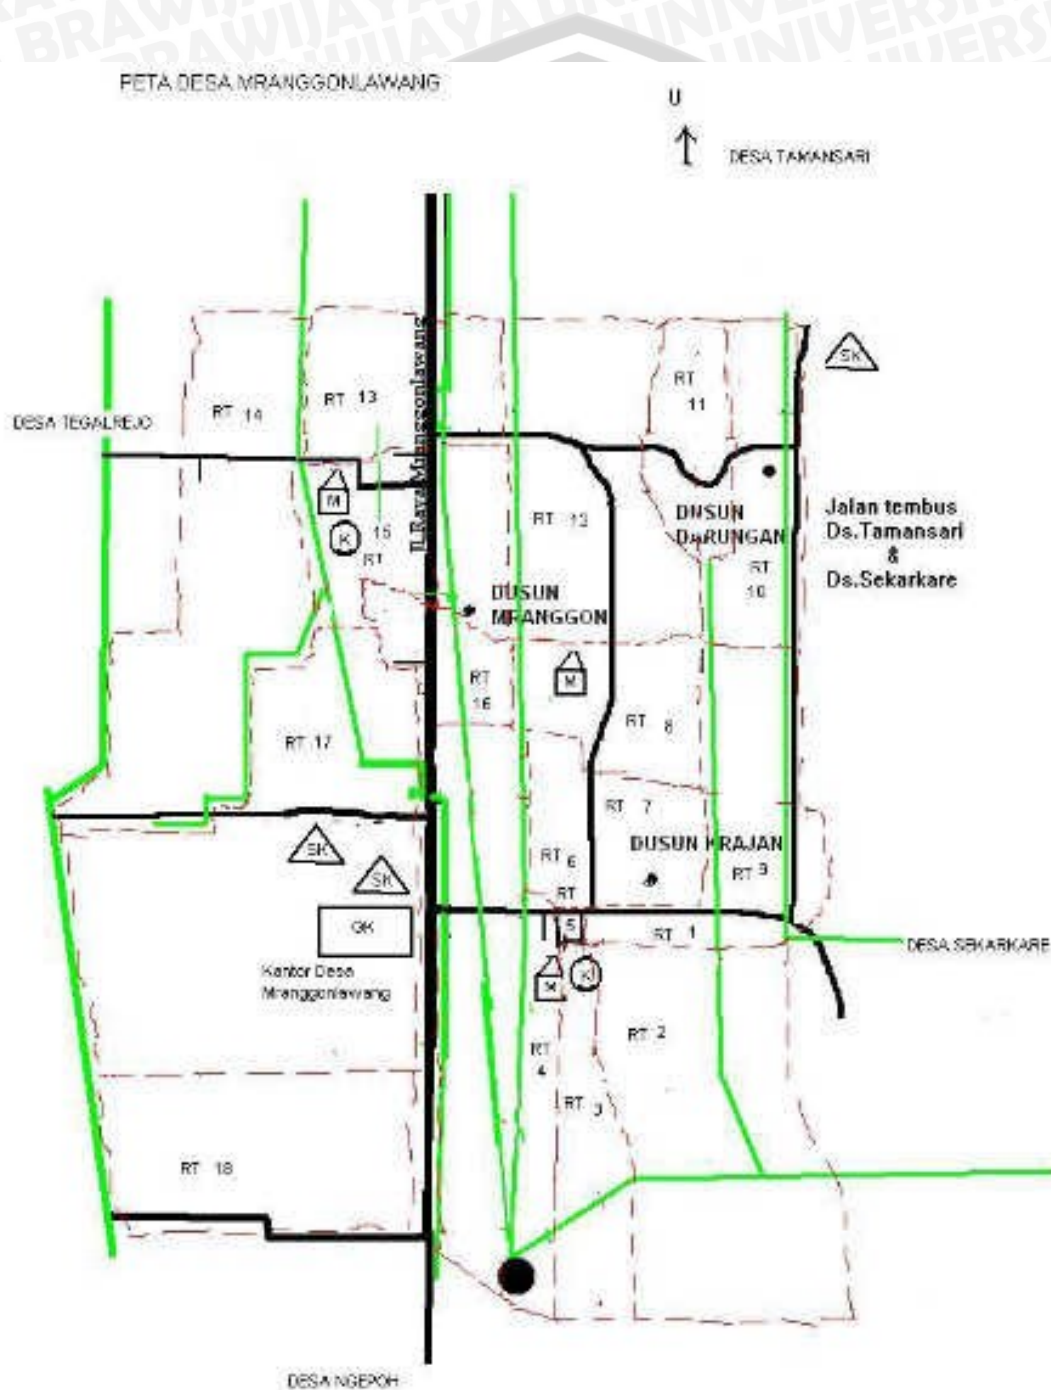 BRAWIJAYA UNIVERSITAS
PETA DESA MRANGGONLAWANG
U
DESA TAMANSARI
SK
RT 11
RT 13
RT 14
DESA TEGALREJO
Jl.Raya Mranggonlawang
M
K
15
RT
RT 12
DUSUN
DARUNGAN
RT
10
Jalan tembus
Ds.Tamansari
&
Ds.Sekarkare
DUSUN
MRANGGON
M
RT
16
RT 8
RT 17
RT 7
DUSUN KRAJAN
SK
SK
RT 6
RT 9
RT
5
GK
RT 1
DESA SEKARKARE
Kantor Desa
Mranggonlawang
M
K
RT 2
RT
4
RT 3
RT 18
DESA NGEPOH